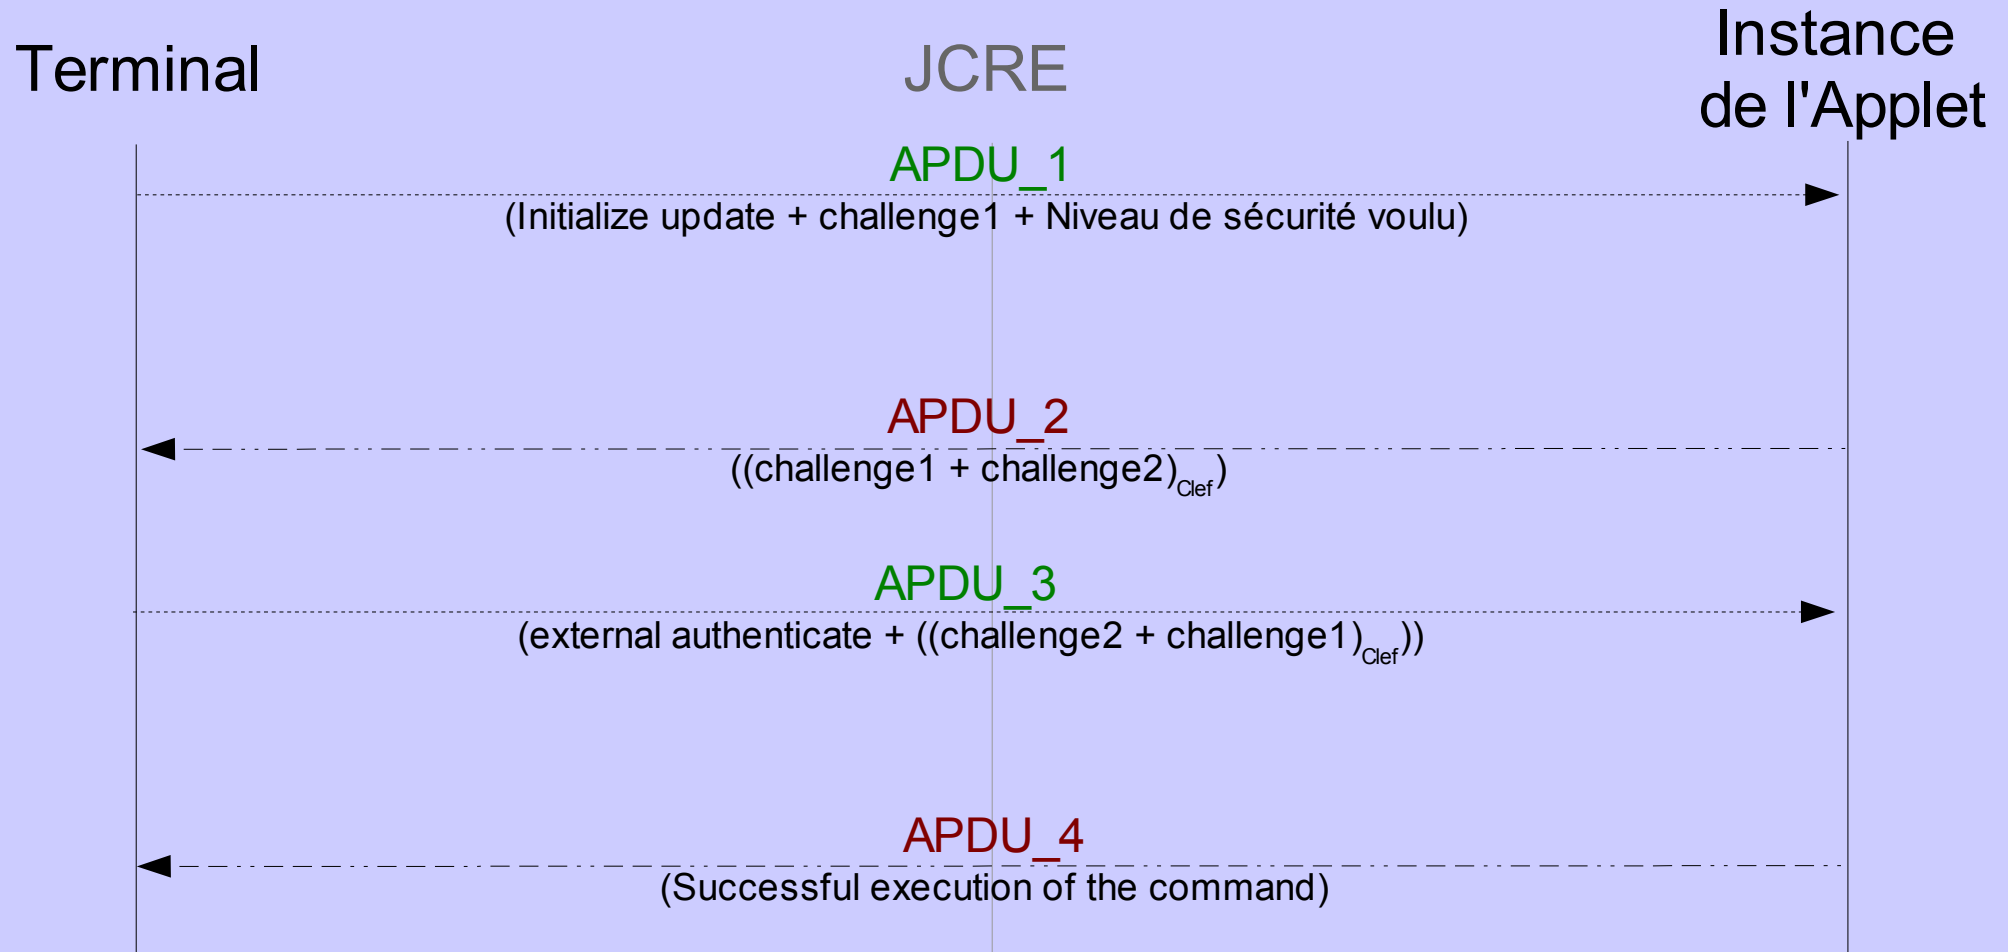 Terminal
JCRE
Instance
de l'Applet
APDU_1
(Initialize update + challenge1 + Niveau de sécurité voulu)
APDU_2
((challenge1 + challenge2)Clef)
APDU_3
(external authenticate + ((challenge2 + challenge1)Clef))
APDU_4
(Successful execution of the command)